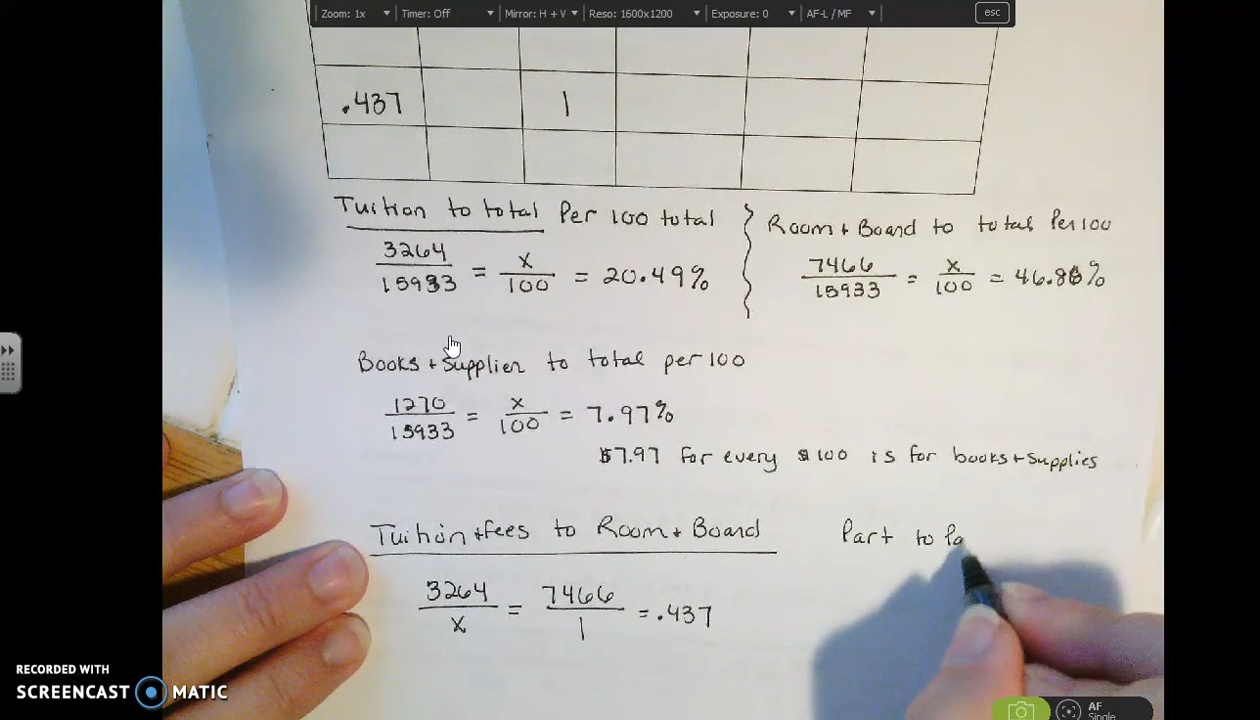 Zoom: 1x Timer: Off Mirror: H + V Reso: 1600x1200 Exposure: 0 AF-L / MF esc
.437 1
Tuition to total Per 100 total
3264/15933 = x/100 = 20.49%
Room + Board to total Per 100
7466/15933 = x/100 = 46.86%
Books + Supplier to total per 100
1270/15933 = x/100 = 7.97%
$7.97 for every $100 is for books + supplies
Tuition + fees to Room + Board
Part to Pa
3264/x = 7466/1 = .437
RECORDED WITH
SCREENCAST MATIC
AF
Single